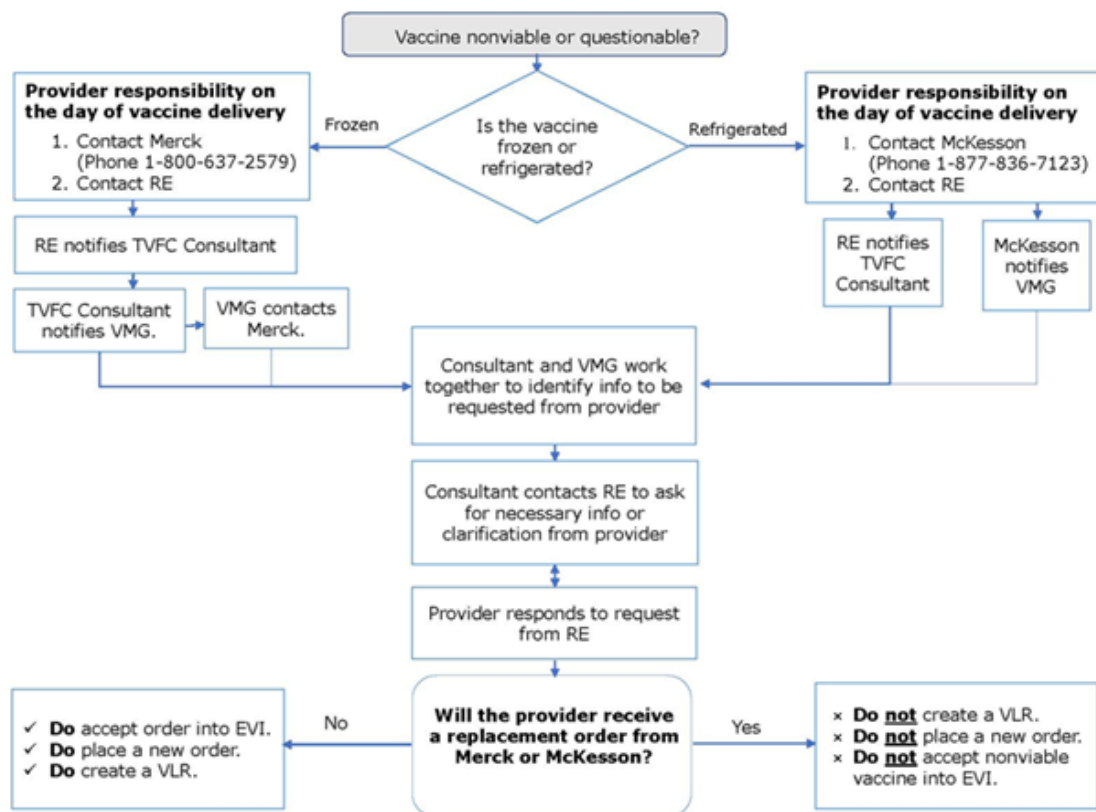 Vaccine nonviable or questionable?
Provider responsibility on
the day of vaccine delivery
1. Contact Merck
(Phone 1-800-637-2579)
2. Contact RE
Frozen
Is the vaccine
frozen or
refrigerated?
Refrigerated
Provider responsibility on
the day of vaccine delivery
1. Contact McKesson
(Phone 1-877-836-7123)
2. Contact RE
RE notifies TVFC Consultant
RE notifies
TVFC
Consultant
McKesson
notifies
VMG
TVFC Consultant
notifies VMG.
VMG contacts
Merck.
Consultant and VMG work
together to identify info to be
requested from provider
Consultant contacts RE to ask
for necessary info or
clarification from provider
Provider responds to request
from RE
✓ Do accept order into EVI.
✓ Do place a new order.
✓ Do create a VLR.
No
Will the provider receive
a replacement order from
Merck or McKesson?
Yes
× Do not create a VLR.
× Do not place a new order.
× Do not accept nonviable
vaccine into EVI.